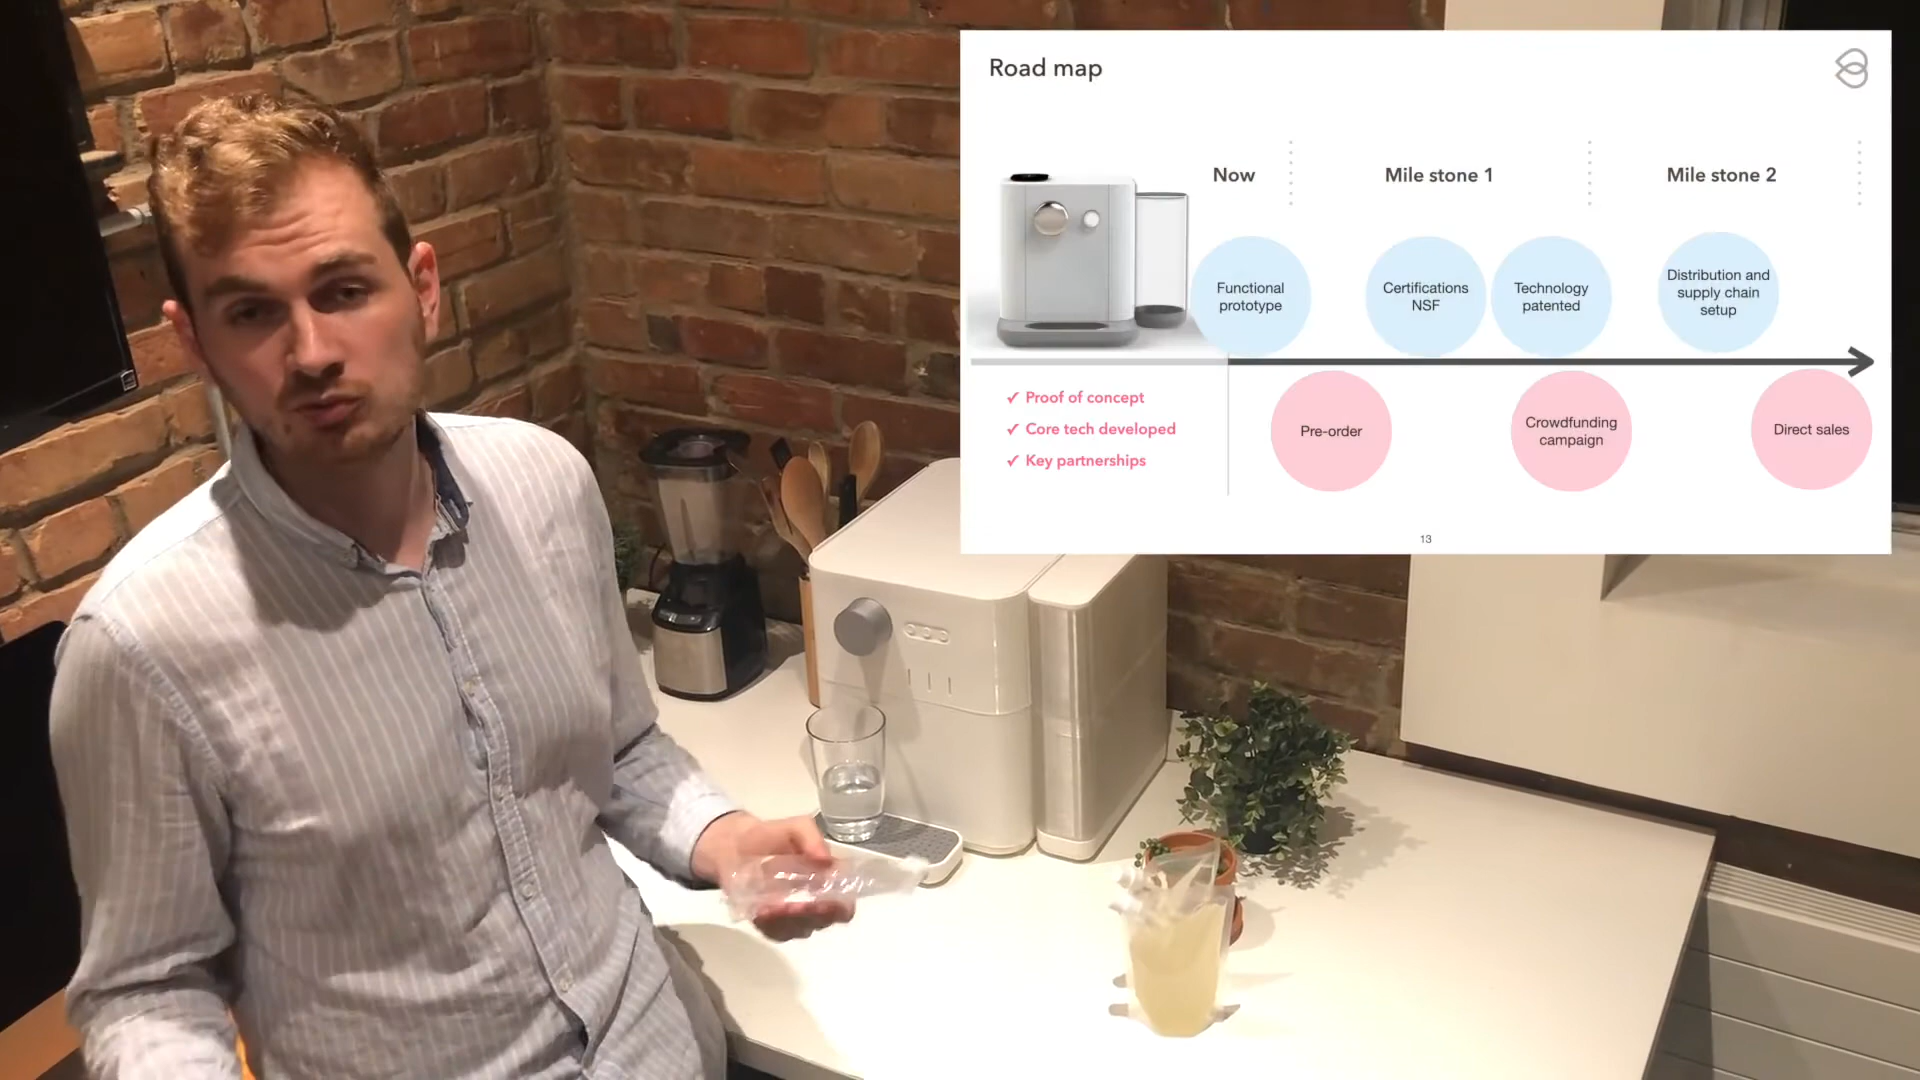 Road map
Now
Mile stone 1
Mile stone 2
Functional
prototype
Certifications
NSF
Technology
patented
Distribution and
supply chain
setup
✓ Proof of concept
✓ Core tech developed
✓ Key partnerships
Pre-order
Crowdfunding
campaign
Direct sales
13